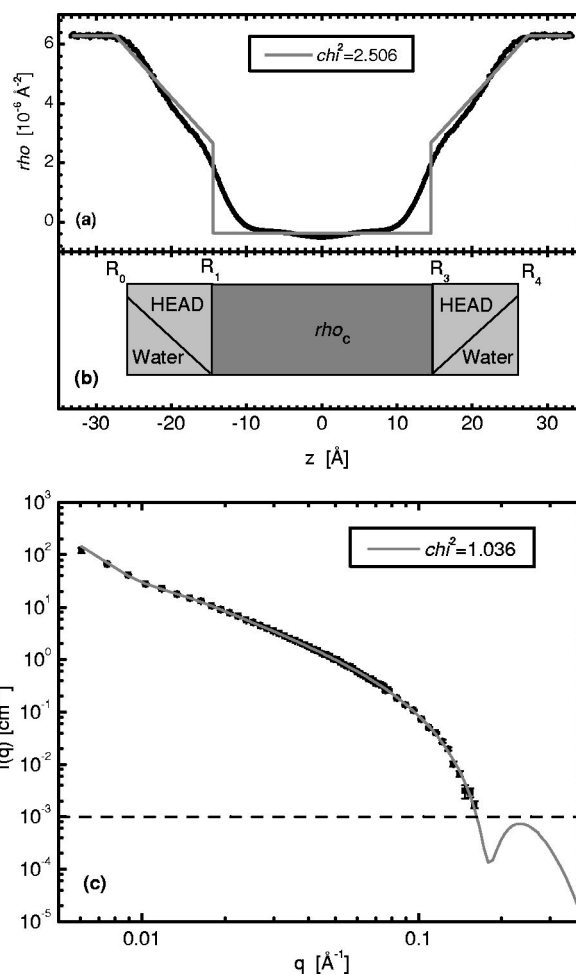 6
4
2
0
rho [10⁻⁶ Å⁻²]
chi²=2.506
(a)
R₀ R₁ R₃ R₄
HEAD rho_C HEAD
Water Water
(b)
-30 -20 -10 0 10 20 30
z [Å]
10³
10²
10¹
10⁰
10⁻¹
10⁻²
10⁻³
10⁻⁴
10⁻⁵
I(q) [cm⁻
chi²=1.036
(c)
0.01 0.1
q [Å⁻¹]